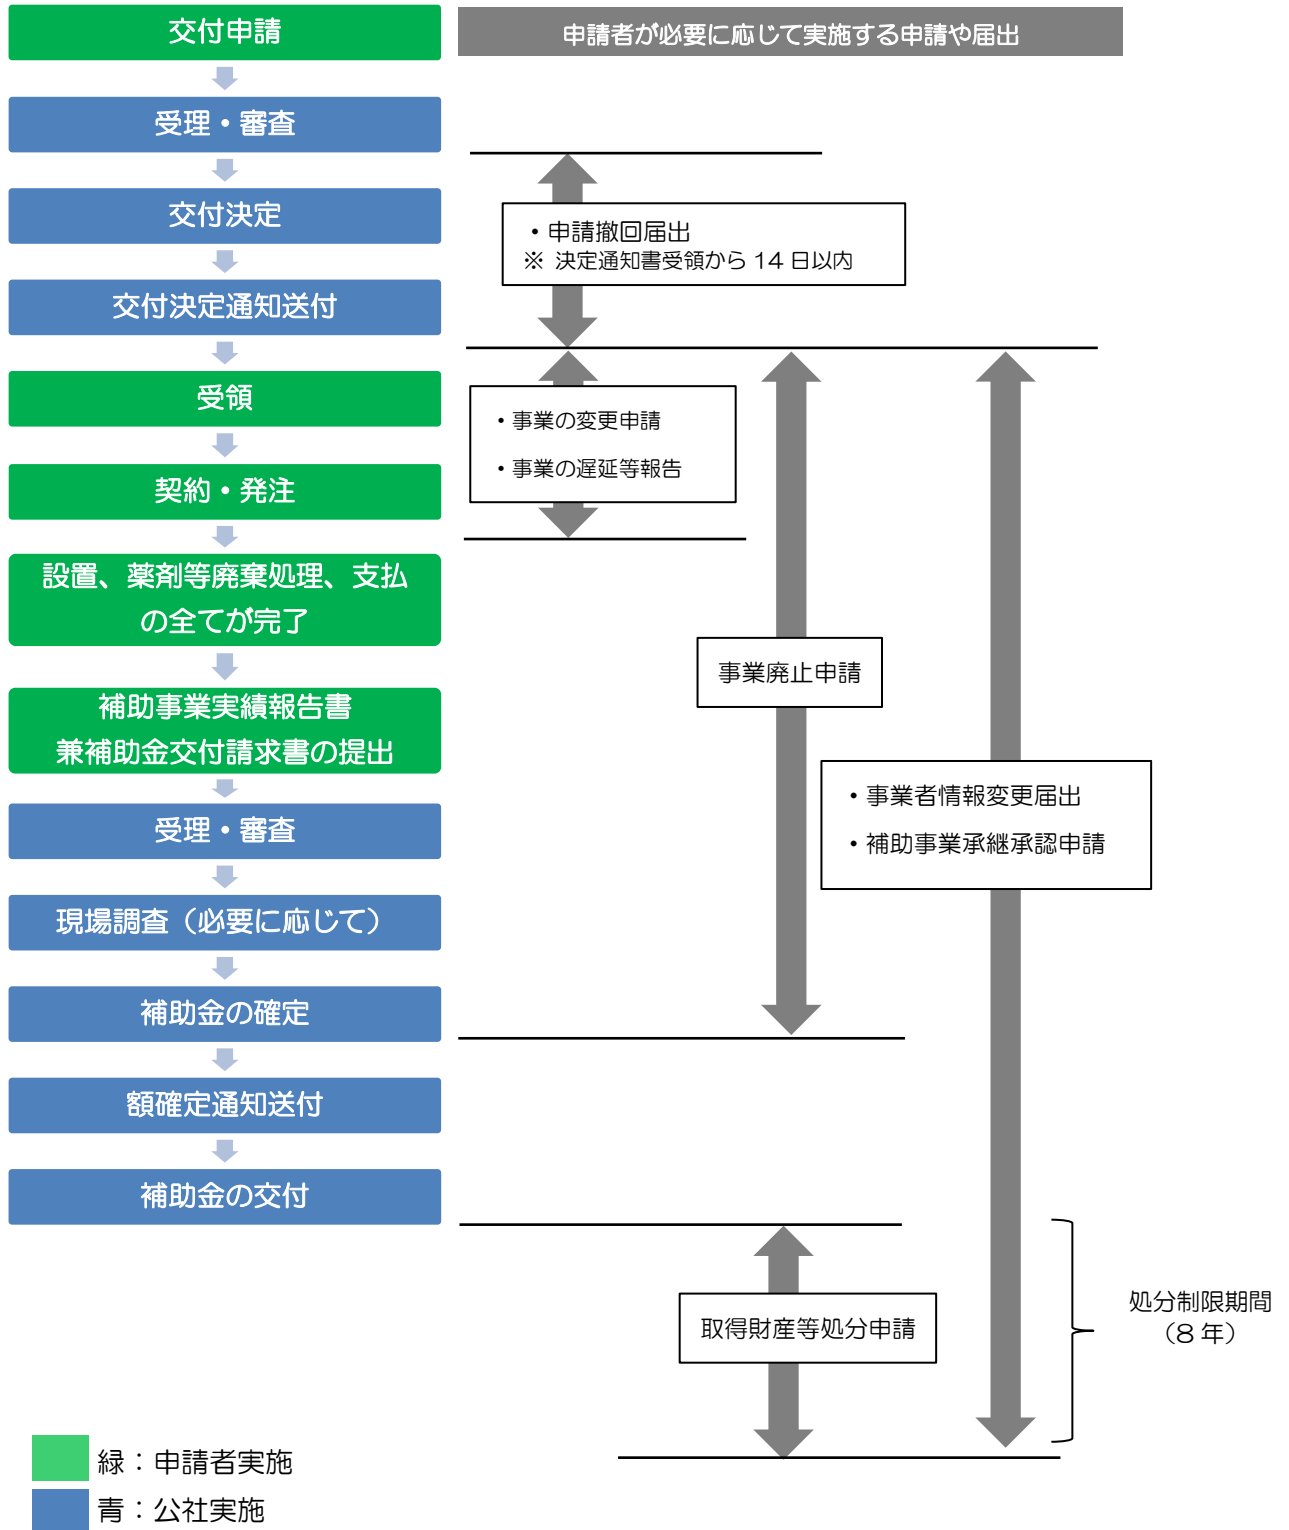 交付申請
申請者が必要に応じて実施する申請や届出
受理・審査
交付決定
・申請撤回届出
※ 決定通知書受領から 14 日以内
交付決定通知送付
受領
・事業の変更申請
・事業の遅延等報告
契約・発注
設置、薬剤等廃棄処理、支払
の全てが完了
事業廃止申請
補助事業実績報告書
兼補助金交付請求書の提出
・事業者情報変更届出
・補助事業承継承認申請
受理・審査
現場調査（必要に応じて）
補助金の確定
額確定通知送付
補助金の交付
取得財産等処分申請
処分制限期間
（8 年）
緑：申請者実施
青：公社実施